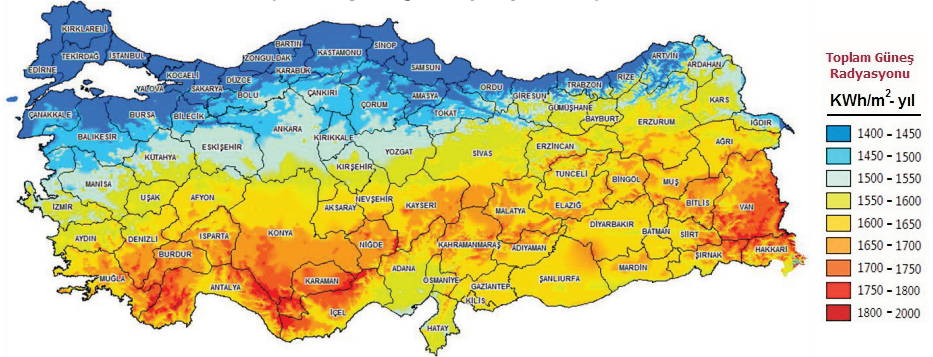 KIRKLARELİ
TEKİRDAĞ
İSTANBUL
EDİRNE
KOCAELİ
YALOVA
SAKARYA
DÜZCE
BOLU
ZONGULDAK
BARTIN
KARABÜK
KASTAMONU
SİNOP
ÇANKIRI
SAMSUN
ÇORUM
AMASYA
TOKAT
ORDU
GİRESUN
TRABZON
GÜMÜŞHANE
BAYBURT
RİZE
ARTVİN
ARDAHAN
KARS
IĞDIR
ERZURUM
AĞRI
ÇANAKKALE
BURSA
BİLECİK
BALIKESİR
KÜTAHYA
ESKİŞEHİR
ANKARA
KIRIKKALE
KIRŞEHİR
YOZGAT
SİVAS
ERZİNCAN
TUNCELİ
BİNGÖL
MUŞ
BİTLİS
VAN
MANİSA
İZMİR
UŞAK
AFYON
AKSARAY
NEVŞEHİR
KAYSERİ
MALATYA
ELAZIĞ
DİYARBAKIR
BATMAN
SİİRT
ŞIRNAK
HAKKARİ
AYDIN
DENİZLİ
ISPARTA
BURDUR
KONYA
NİĞDE
KAHRAMANMARAŞ
ADIYAMAN
MARDİN
ŞANLIURFA
MUĞLA
ANTALYA
KARAMAN
İÇEL
ADANA
OSMANİYE
GAZİANTEP
KİLİS
HATAY
Toplam Güneş
Radyasyonu
KWh/m²- yıl
1400 - 1450
1450 - 1500
1500 - 1550
1550 - 1600
1600 - 1650
1650 - 1700
1700 - 1750
1750 - 1800
1800 - 2000